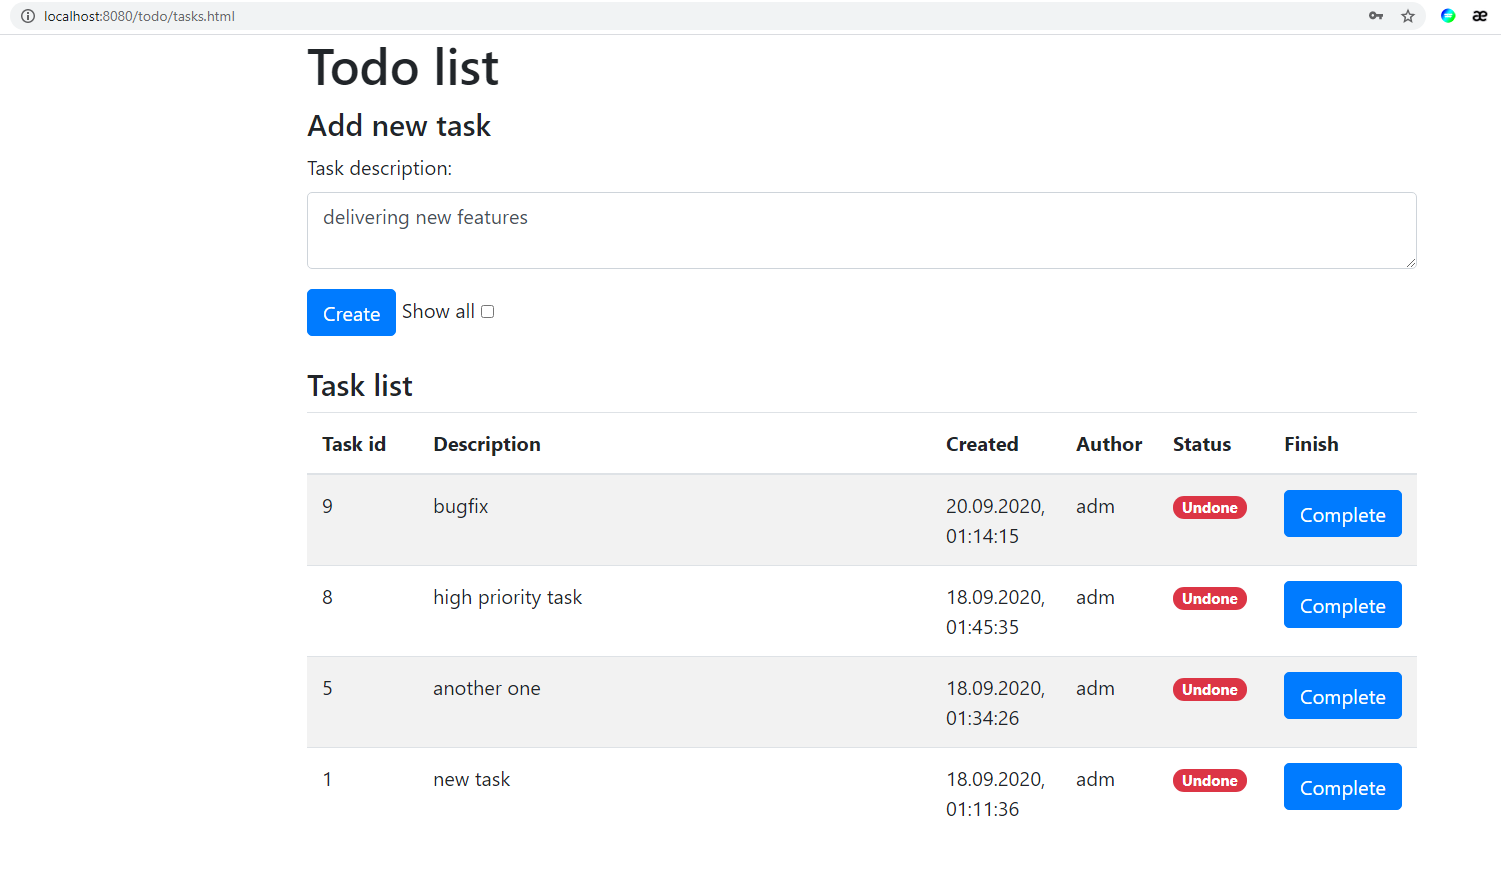 localhost:8080/todo/tasks.html
æ
Todo list
Add new task
Task description:
delivering new features
Create Show all
Task list
Task id Description Created Author Status Finish
9 bugfix 20.09.2020, adm Undone Complete
01:14:15
8 high priority task 18.09.2020, adm Undone Complete
01:45:35
5 another one 18.09.2020, adm Undone Complete
01:34:26
1 new task 18.09.2020, adm Undone Complete
01:11:36